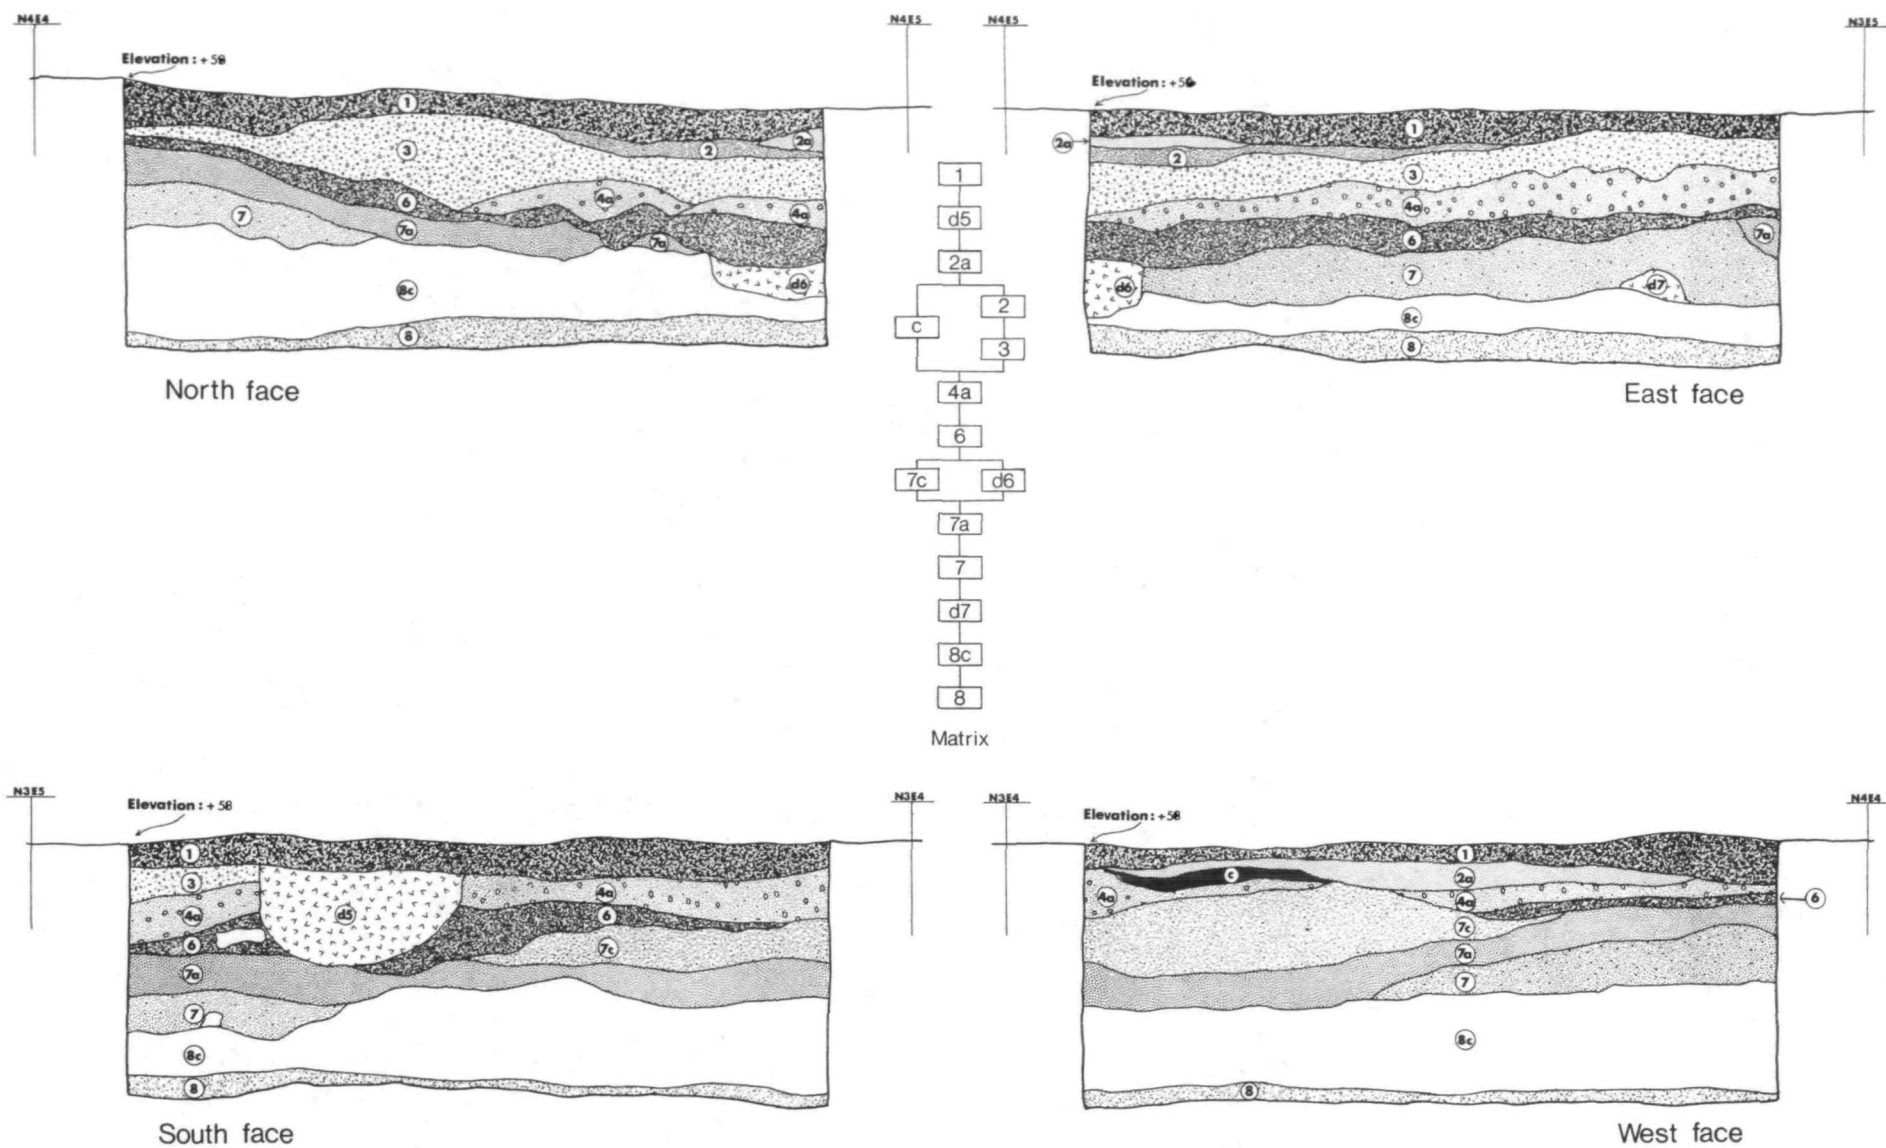 N4E4
Elevation: +58
1
2a
2
3
6
4a
4a
7
7a
7a
d6
8c
8
North face
N4E5
N4E5
1
d5
2a
2
C
3
4a
6
7c
d6
7a
7
d7
8c
8
Matrix
N3E5
1
2a
2
3
4a
6
7a
7
d6
d7
8c
8
East face
N3E5
Elevation: +58
N3E4
1
3
4a
4a
d5
6
6
7c
7a
7
8c
8
South face
N3E4
Elevation: +58
N4E4
1
c
2a
4a
4a
6
7c
7a
7
8c
8
West face